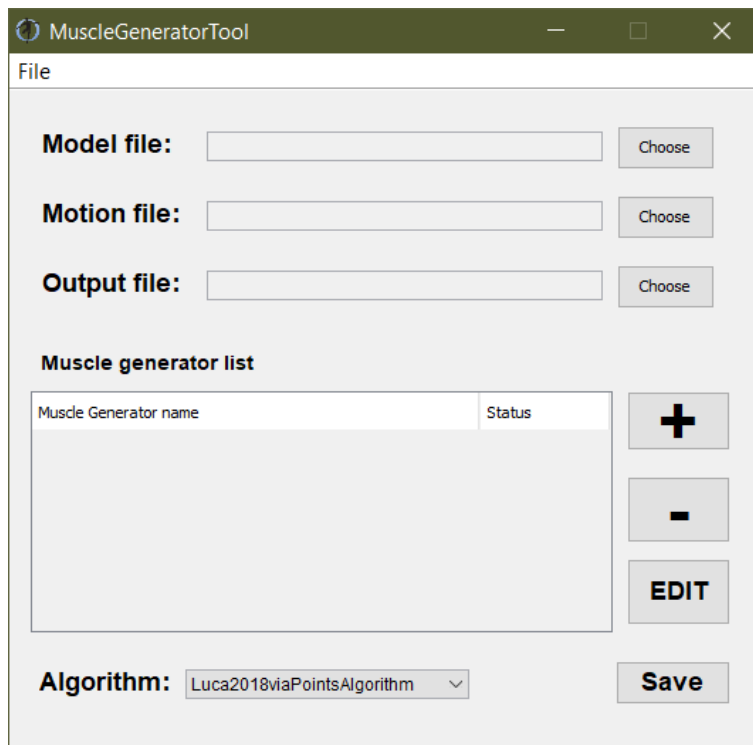 MuscleGeneratorTool
File
Model file:
Choose
Motion file:
Choose
Output file:
Choose
Muscle generator list
Muscle Generator name Status
+
-
EDIT
Algorithm: Luca2018viaPointsAlgorithm
Save